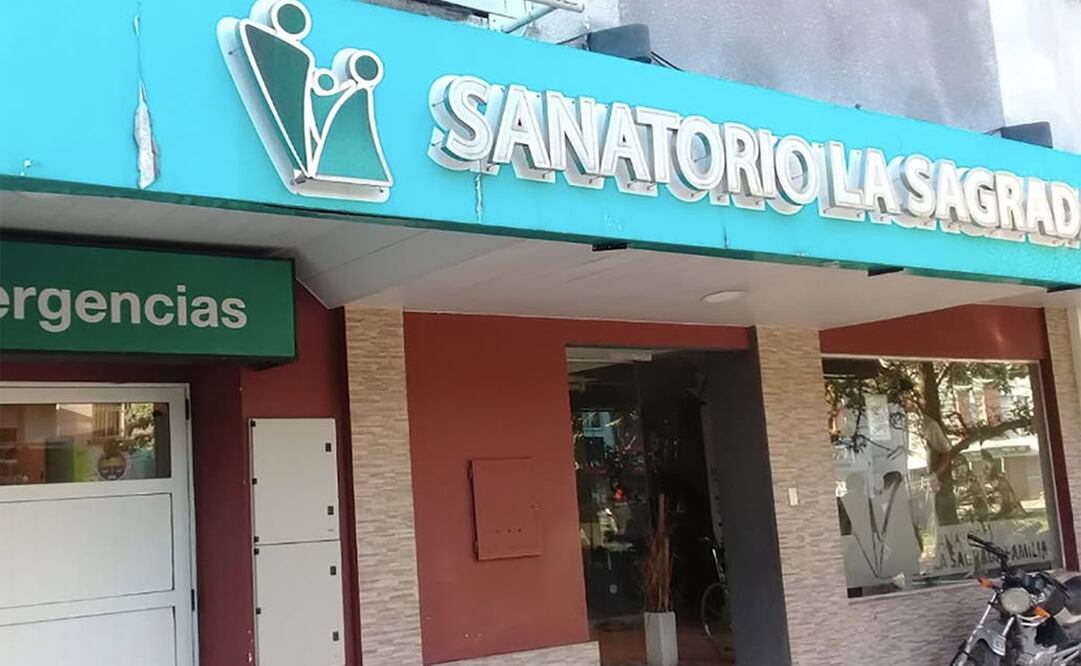 SANATORIO LA SAGRAD
ergencias
LA SAGRADA FAMILIA